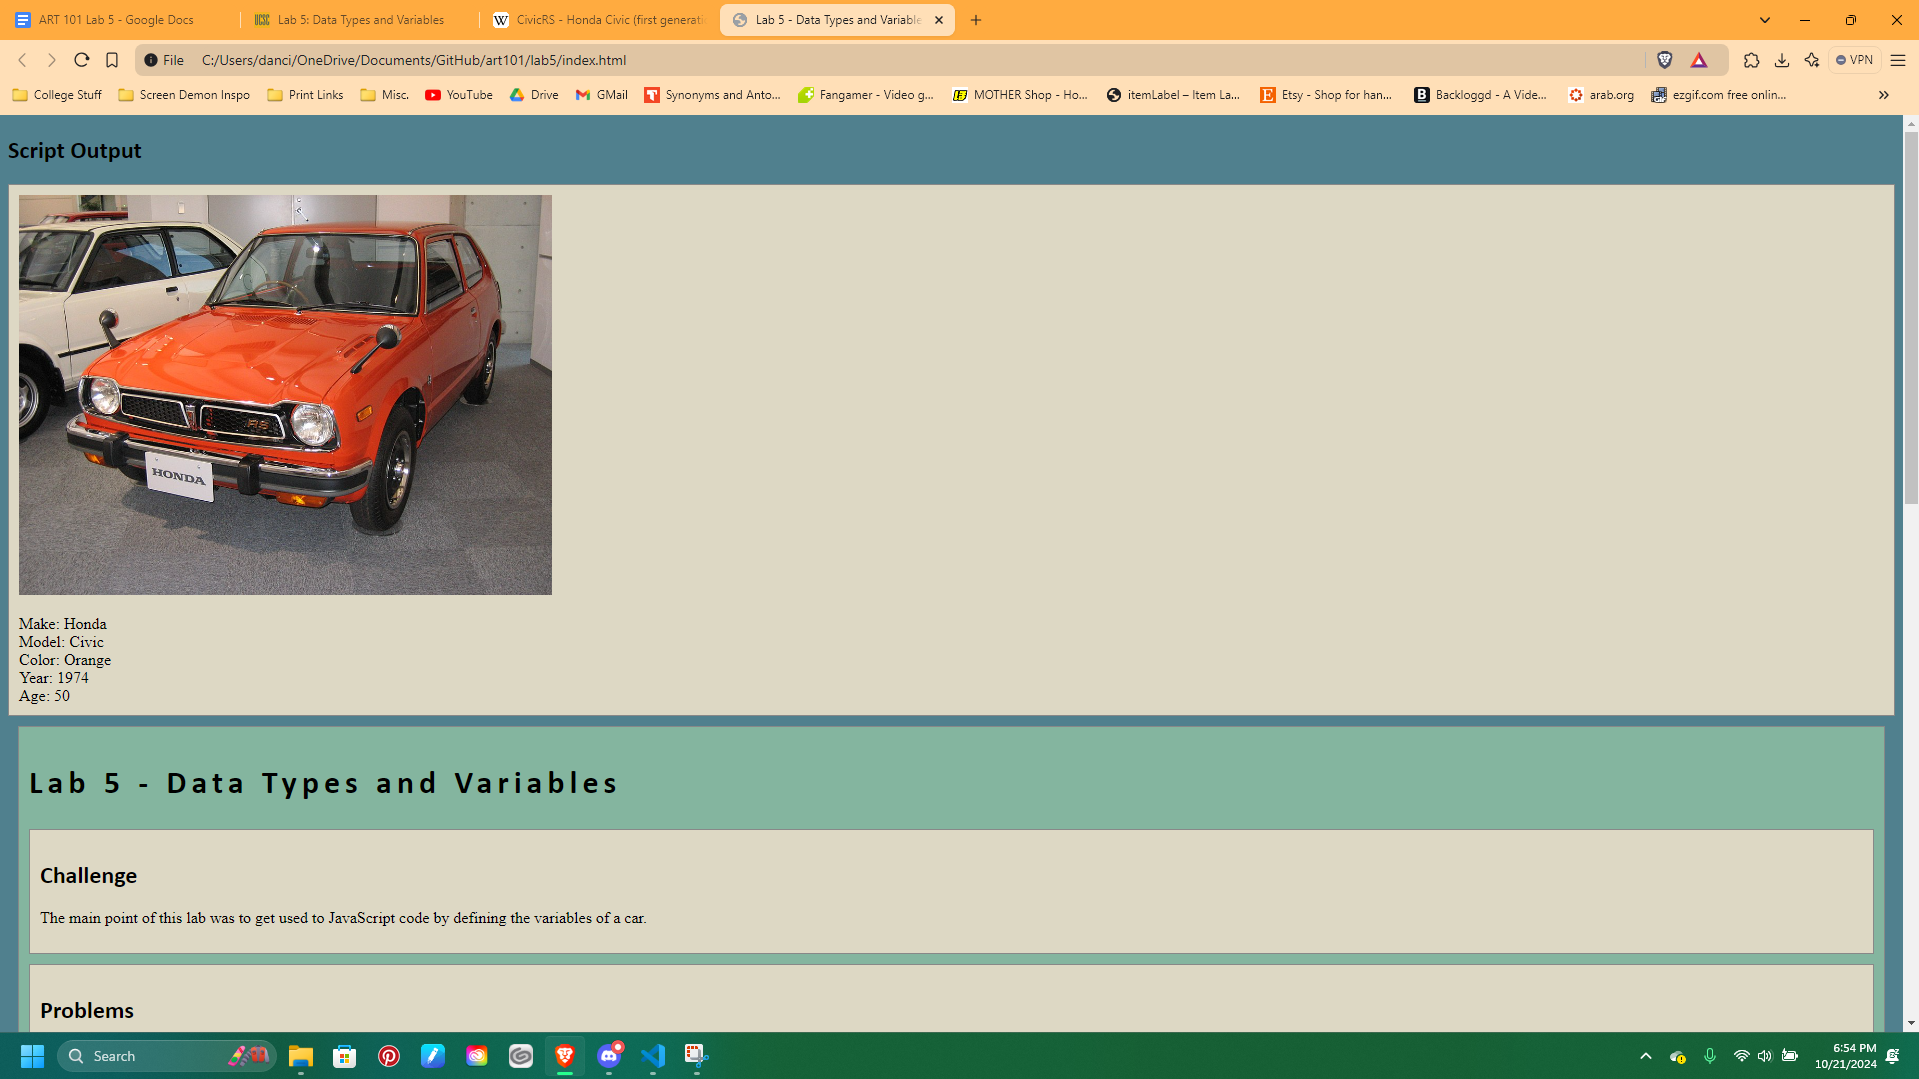 ART 101 Lab 5 - Google Docs
Lab 5: Data Types and Variables
CivicRS - Honda Civic (first generati
Lab 5 - Data Types and Variable
File C:/Users/danci/OneDrive/Documents/GitHub/art101/lab5/index.html
VPN
College Stuff
Screen Demon Inspo
Print Links
Misc.
YouTube
Drive
GMail
Synonyms and Anto...
Fangamer - Video g...
MOTHER Shop - Ho...
itemLabel – Item La...
Etsy - Shop for han...
Backloggd - A Vide...
arab.org
ezgif.com free onlin...
Script Output
RS
HONDA
Make: Honda
Model: Civic
Color: Orange
Year: 1974
Age: 50
Lab 5 - Data Types and Variables
Challenge
The main point of this lab was to get used to JavaScript code by defining the variables of a car.
Problems
Search
6:54 PM
10/21/2024